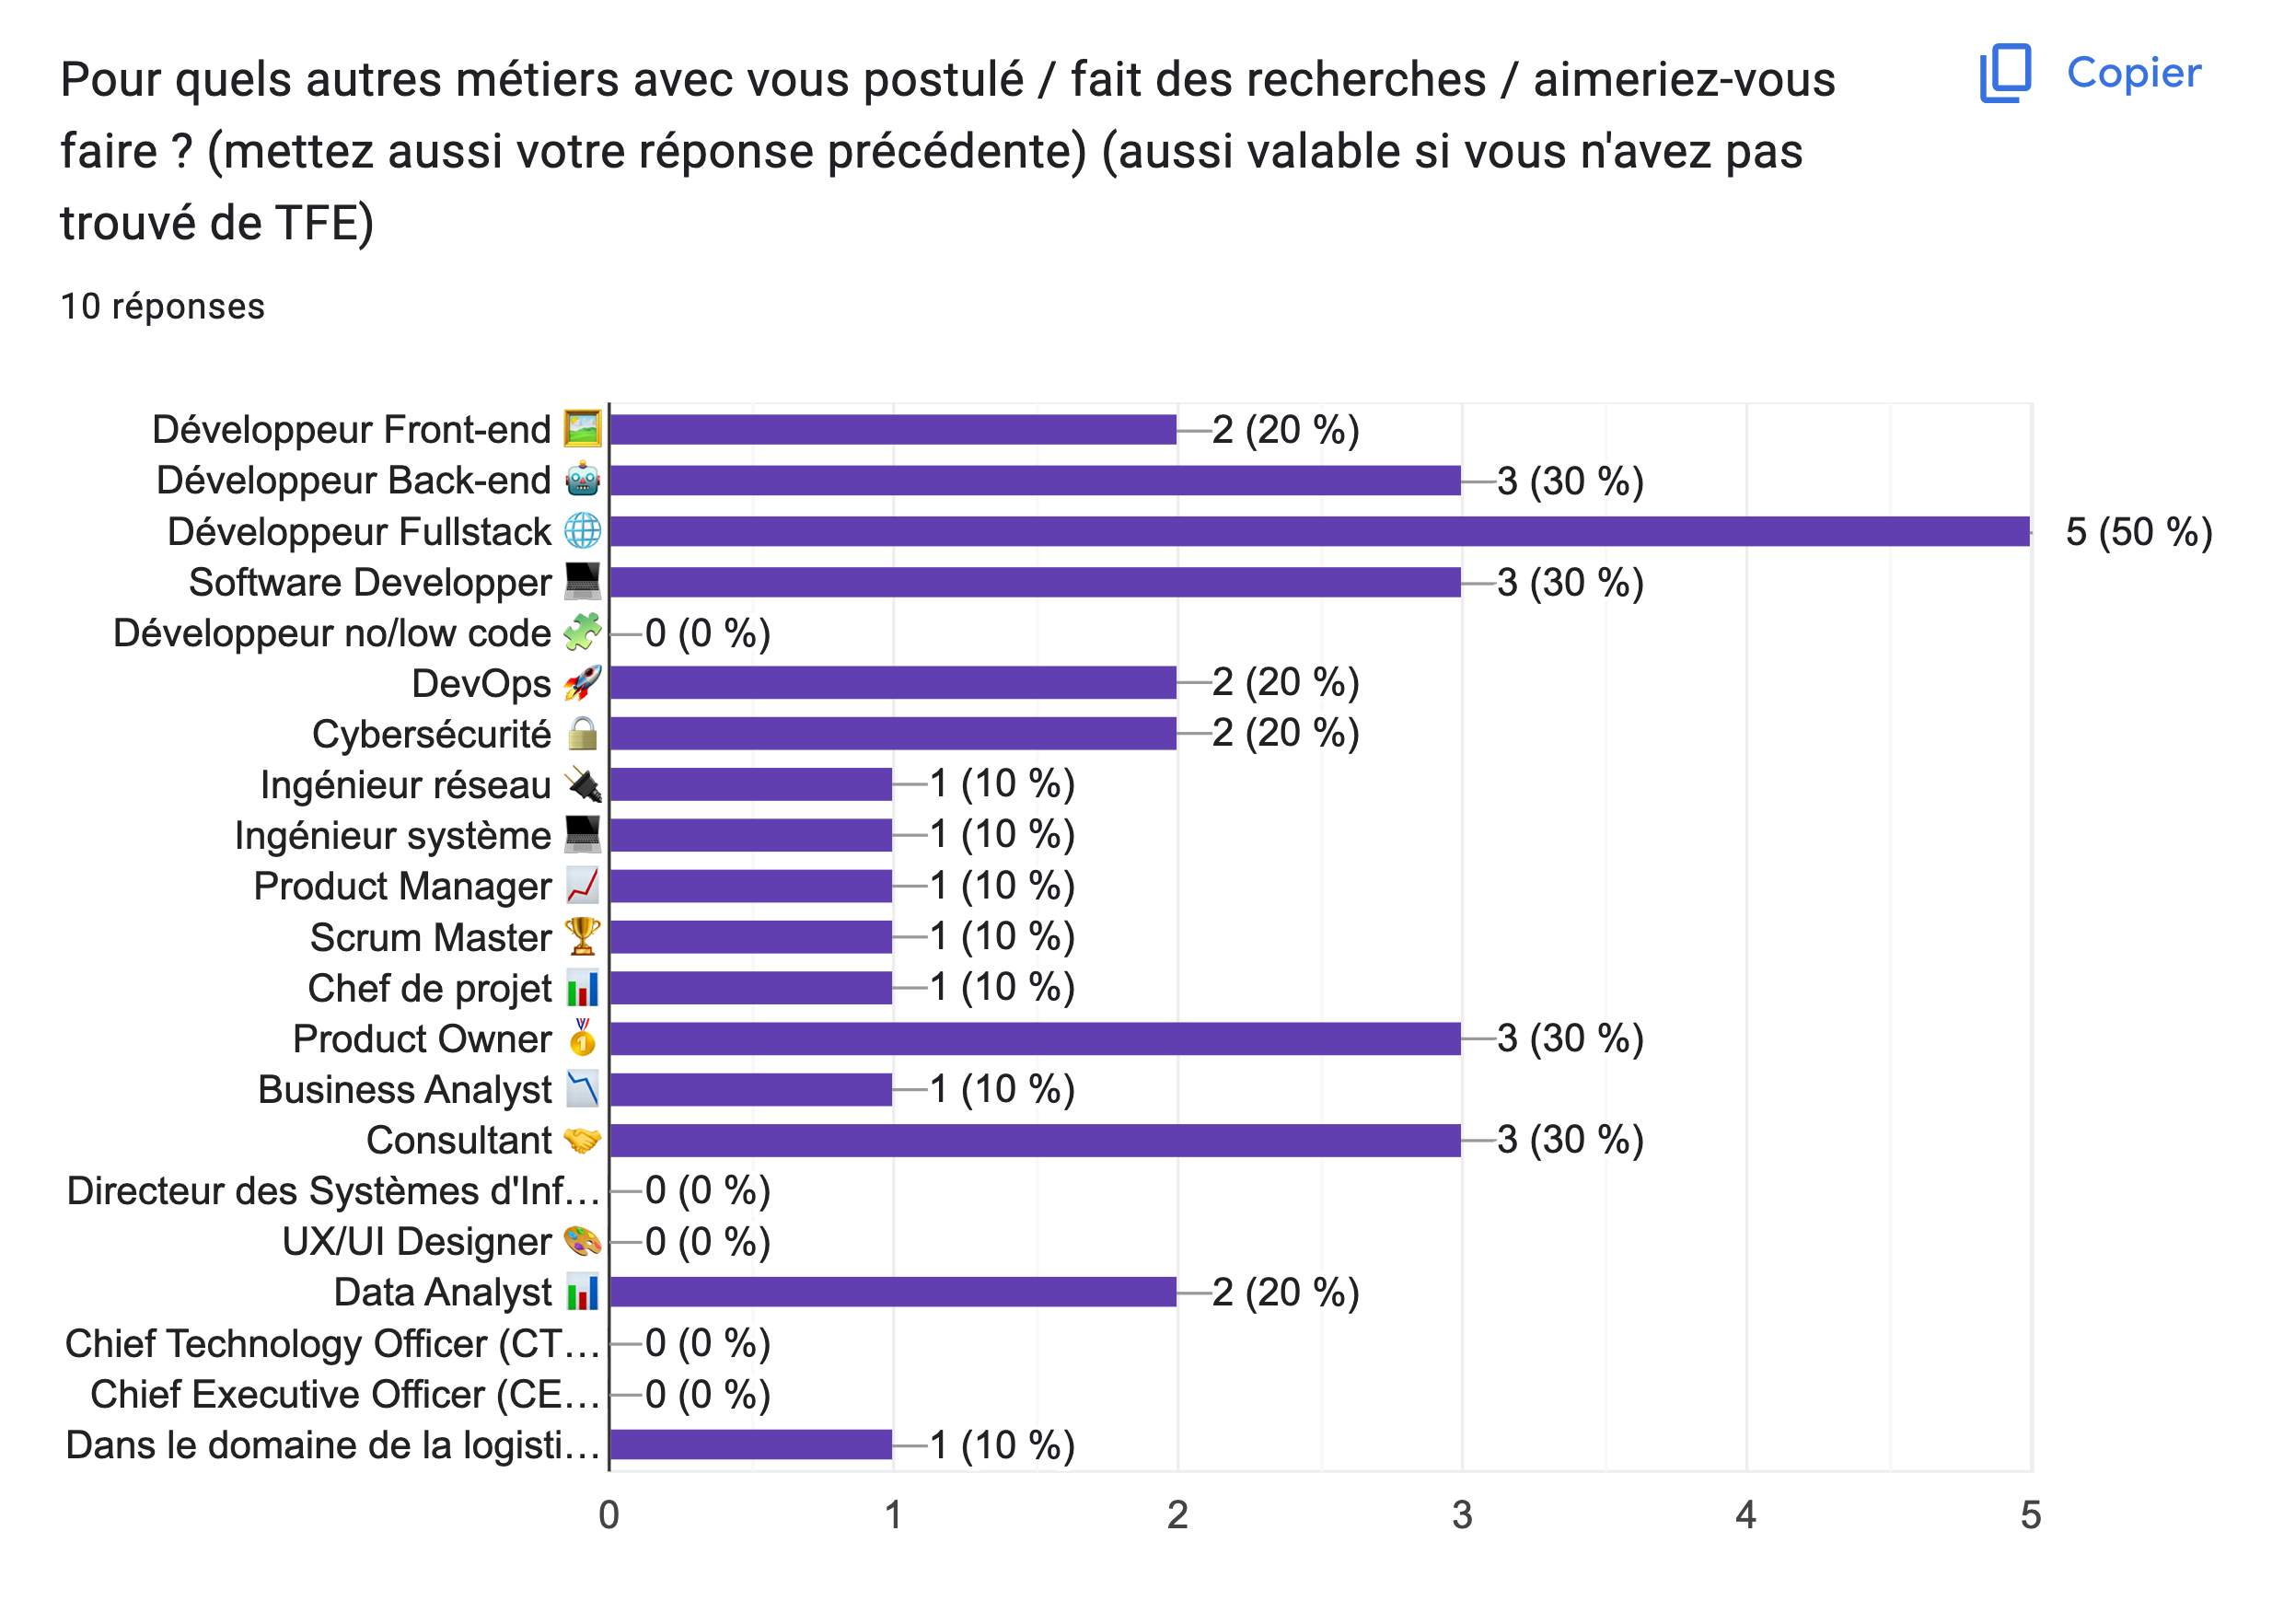 Pour quels autres métiers avec vous postulé / fait des recherches / aimeriez-vous
faire ? (mettez aussi votre réponse précédente) (aussi valable si vous n'avez pas
trouvé de TFE)
Copier
10 réponses
Développeur Front-end 🖼️ 2 (20 %)
Développeur Back-end 🤖 3 (30 %)
Développeur Fullstack 🌐 5 (50 %)
Software Developper 💻 3 (30 %)
Développeur no/low code 🧩 0 (0 %)
DevOps 🚀 2 (20 %)
Cybersécurité 🔒 2 (20 %)
Ingénieur réseau 🔌 1 (10 %)
Ingénieur système 💻 1 (10 %)
Product Manager 📈 1 (10 %)
Scrum Master 🏆 1 (10 %)
Chef de projet 📊 1 (10 %)
Product Owner 🥇 3 (30 %)
Business Analyst 📉 1 (10 %)
Consultant 🤝 3 (30 %)
Directeur des Systèmes d'Inf… 0 (0 %)
UX/UI Designer 🎨 0 (0 %)
Data Analyst 📊 2 (20 %)
Chief Technology Officer (CT… 0 (0 %)
Chief Executive Officer (CE… 0 (0 %)
Dans le domaine de la logisti… 1 (10 %)
0 1 2 3 4 5